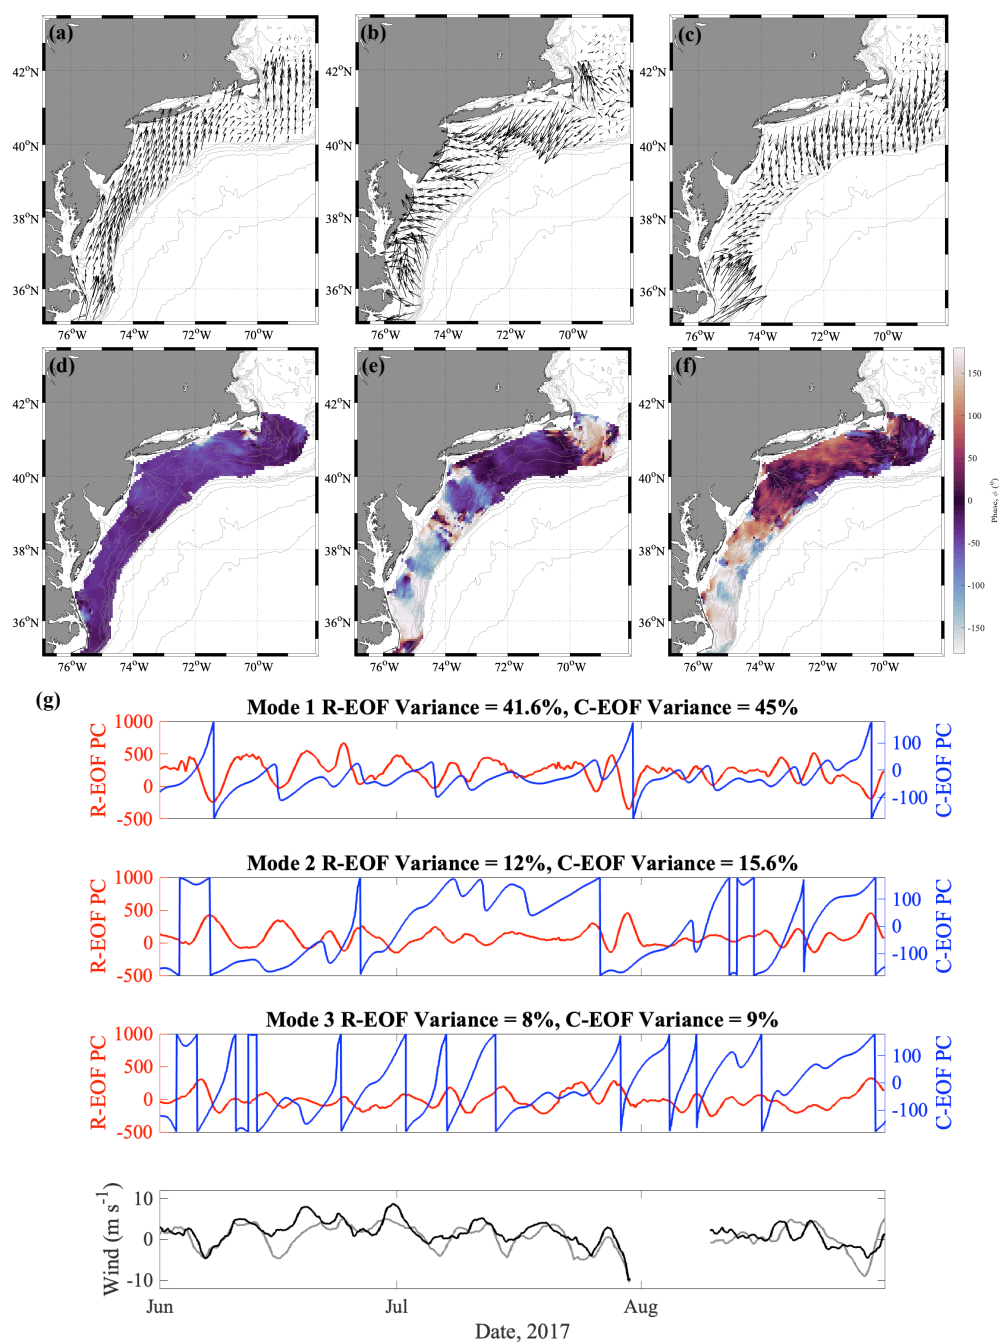 (a)
(b)
(c)
42°N
40°N
38°N
36°N
76°W 74°W 72°W 70°W
42°N
40°N
38°N
36°N
76°W 74°W 72°W 70°W
42°N
40°N
38°N
36°N
76°W 74°W 72°W 70°W
(d)
(e)
(f)
42°N
40°N
38°N
36°N
76°W 74°W 72°W 70°W
42°N
40°N
38°N
36°N
76°W 74°W 72°W 70°W
42°N
40°N
38°N
36°N
76°W 74°W 72°W 70°W
150
100
50
0
-50
-100
-150
Phase, ϕ (°)
(g)
Mode 1 R-EOF Variance = 41.6%, C-EOF Variance = 45%
R-EOF PC
1000
500
0
-500
100
0
-100
C-EOF PC
Mode 2 R-EOF Variance = 12%, C-EOF Variance = 15.6%
R-EOF PC
1000
500
0
-500
100
0
-100
C-EOF PC
Mode 3 R-EOF Variance = 8%, C-EOF Variance = 9%
R-EOF PC
1000
500
0
-500
100
0
-100
C-EOF PC
Wind (m s⁻¹)
10
0
-10
Jun Jul Aug
Date, 2017